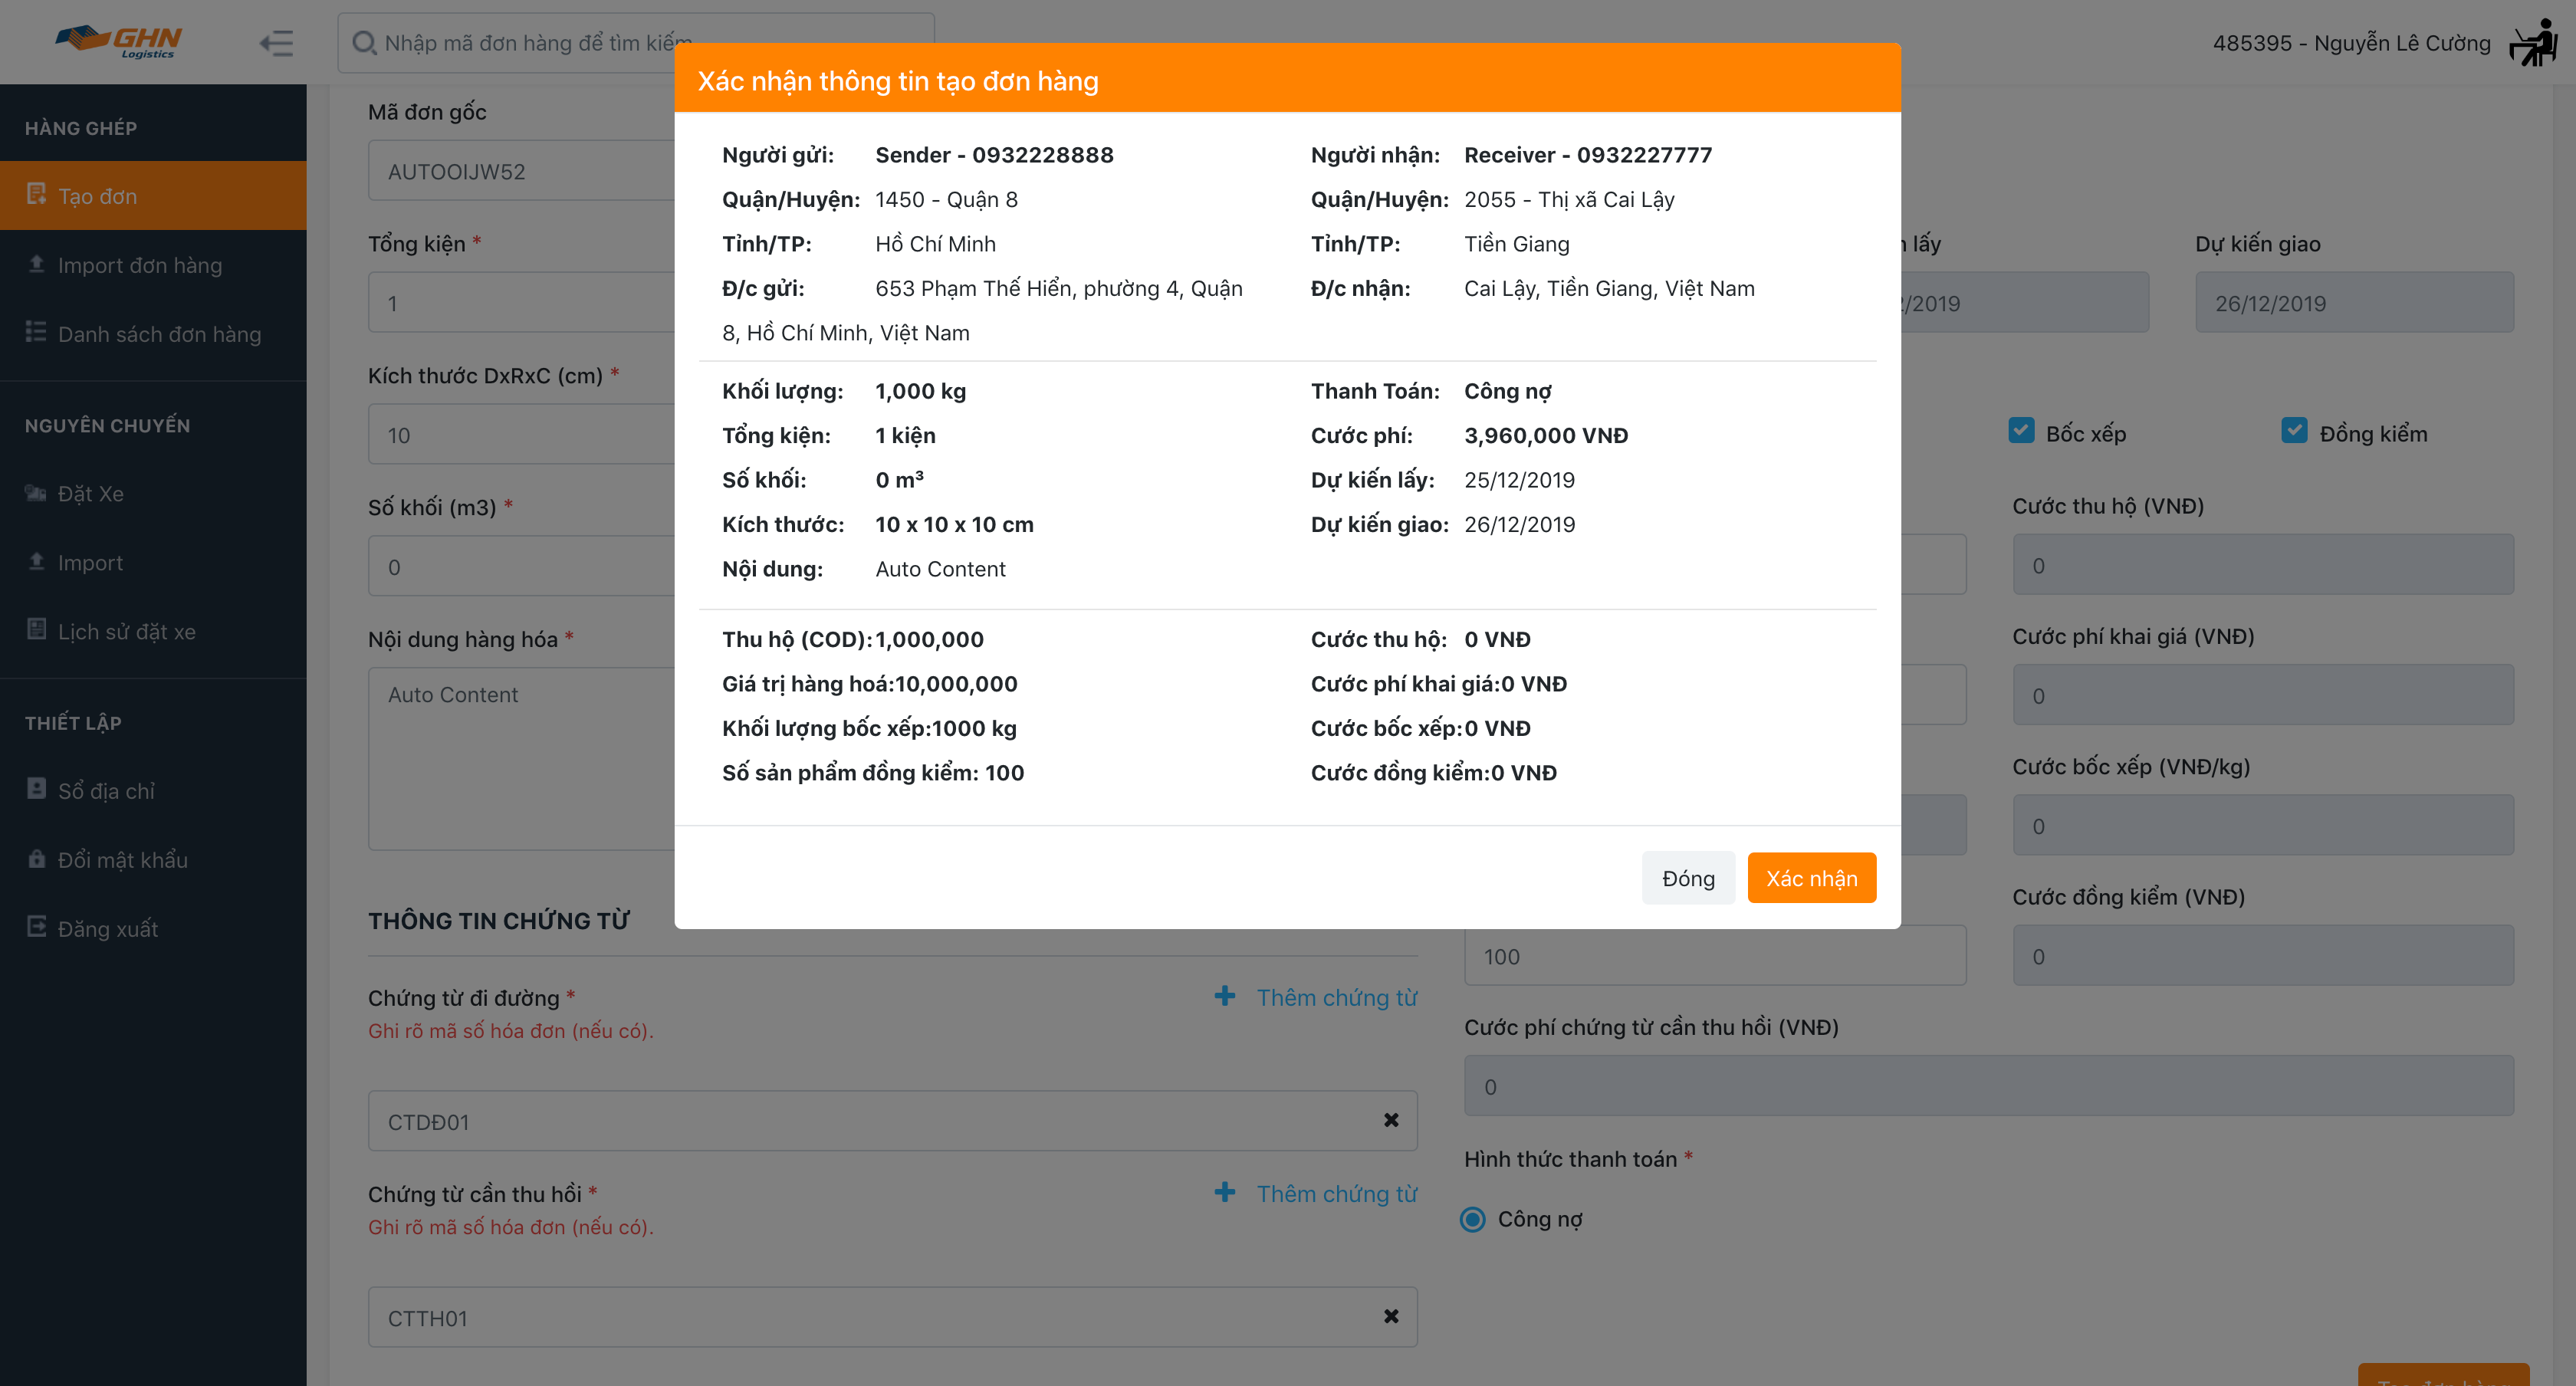 GHN
Logistics
Nhập mã đơn hàng để tìm kiếm
485395 - Nguyễn Lê Cường
HÀNG GHÉP
Tạo đơn
Import đơn hàng
Danh sách đơn hàng
NGUYÊN CHUYẾN
Đặt Xe
Import
Lịch sử đặt xe
THIẾT LẬP
Sổ địa chỉ
Đổi mật khẩu
Đăng xuất
Mã đơn gốc
AUTOOIJW52
Tổng kiện *
1
Kích thước DxRxC (cm) *
10
Số khối (m3) *
0
Nội dung hàng hóa *
Auto Content
THÔNG TIN CHỨNG TỪ
Chứng từ đi đường *
Thêm chứng từ
Ghi rõ mã số hóa đơn (nếu có).
CTDĐ01
Chứng từ cần thu hồi *
Thêm chứng từ
Ghi rõ mã số hóa đơn (nếu có).
CTTH01
Xác nhận thông tin tạo đơn hàng
Người gửi: Sender - 0932228888
Quận/Huyện: 1450 - Quận 8
Tỉnh/TP: Hồ Chí Minh
Đ/c gửi: 653 Phạm Thế Hiển, phường 4, Quận
8, Hồ Chí Minh, Việt Nam
Người nhận: Receiver - 0932227777
Quận/Huyện: 2055 - Thị xã Cai Lậy
Tỉnh/TP: Tiền Giang
Đ/c nhận: Cai Lậy, Tiền Giang, Việt Nam
Khối lượng: 1,000 kg
Tổng kiện: 1 kiện
Số khối: 0 m³
Kích thước: 10 x 10 x 10 cm
Nội dung: Auto Content
Thanh Toán: Công nợ
Cước phí: 3,960,000 VNĐ
Dự kiến lấy: 25/12/2019
Dự kiến giao: 26/12/2019
Thu hộ (COD): 1,000,000
Giá trị hàng hoá:10,000,000
Khối lượng bốc xếp:1000 kg
Số sản phẩm đồng kiểm: 100
Cước thu hộ: 0 VNĐ
Cước phí khai giá:0 VNĐ
Cước bốc xếp:0 VNĐ
Cước đồng kiểm:0 VNĐ
Đóng
Xác nhận
lấy
/2019
Dự kiến giao
26/12/2019
Bốc xếp
Đồng kiểm
Cước thu hộ (VNĐ)
0
Cước phí khai giá (VNĐ)
0
Cước bốc xếp (VNĐ/kg)
0
Cước đồng kiểm (VNĐ)
100
0
Cước phí chứng từ cần thu hồi (VNĐ)
0
Hình thức thanh toán *
Công nợ